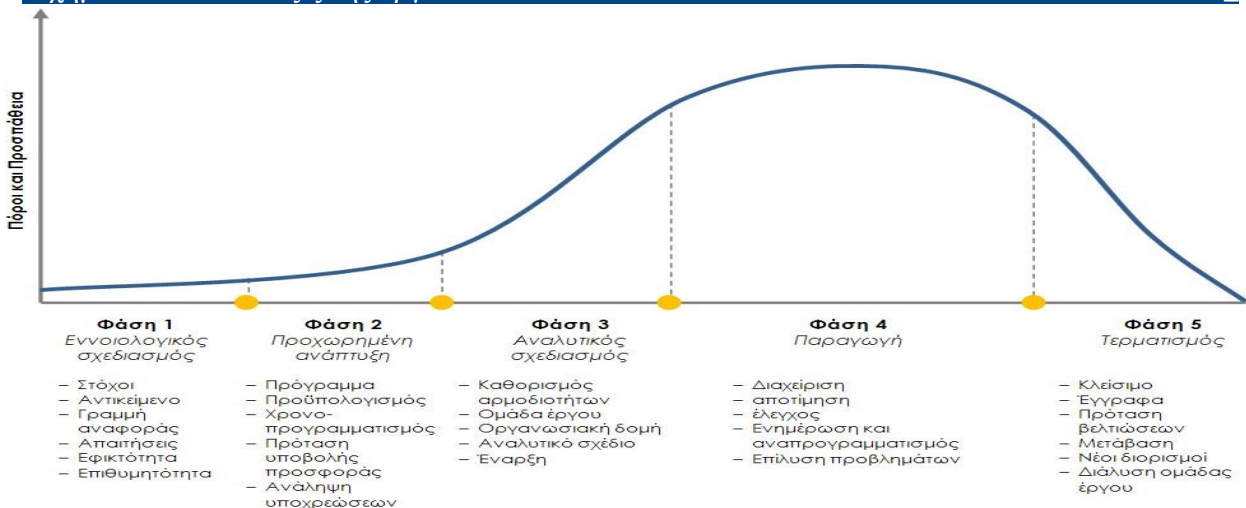 Πόροι και Προσπάθεια
Φάση 1
Εννοιολογικός
σχεδιασμός
– Στόχοι
– Αντικείμενο
– Γραμμή
αναφοράς
– Απαιτήσεις
– Εφικτότητα
– Επιθυμητότητα
Φάση 2
Προχωρημένη
ανάπτυξη
– Πρόγραμμα
– Προϋπολογισμός
– Χρονο-
προγραμματισμός
– Πρόταση
υποβολής
προσφοράς
– Ανάληψη
υποχρεώσεων
Φάση 3
Αναλυτικός
σχεδιασμός
– Καθορισμός
αρμοδιοτήτων
– Ομάδα έργου
– Οργανωσιακή δομή
– Αναλυτικό σχέδιο
– Έναρξη
Φάση 4
Παραγωγή
– Διαχείριση
– αποτίμηση
– έλεγχος
– Ενημέρωση και
αναπρογραμματισμός
– Επίλυση προβλημάτων
Φάση 5
Τερματισμός
– Κλείσιμο
– Έγγραφα
– Πρόταση
βελτιώσεων
– Μετάβαση
– Νέοι διορισμοί
– Διάλυση ομάδας
έργου